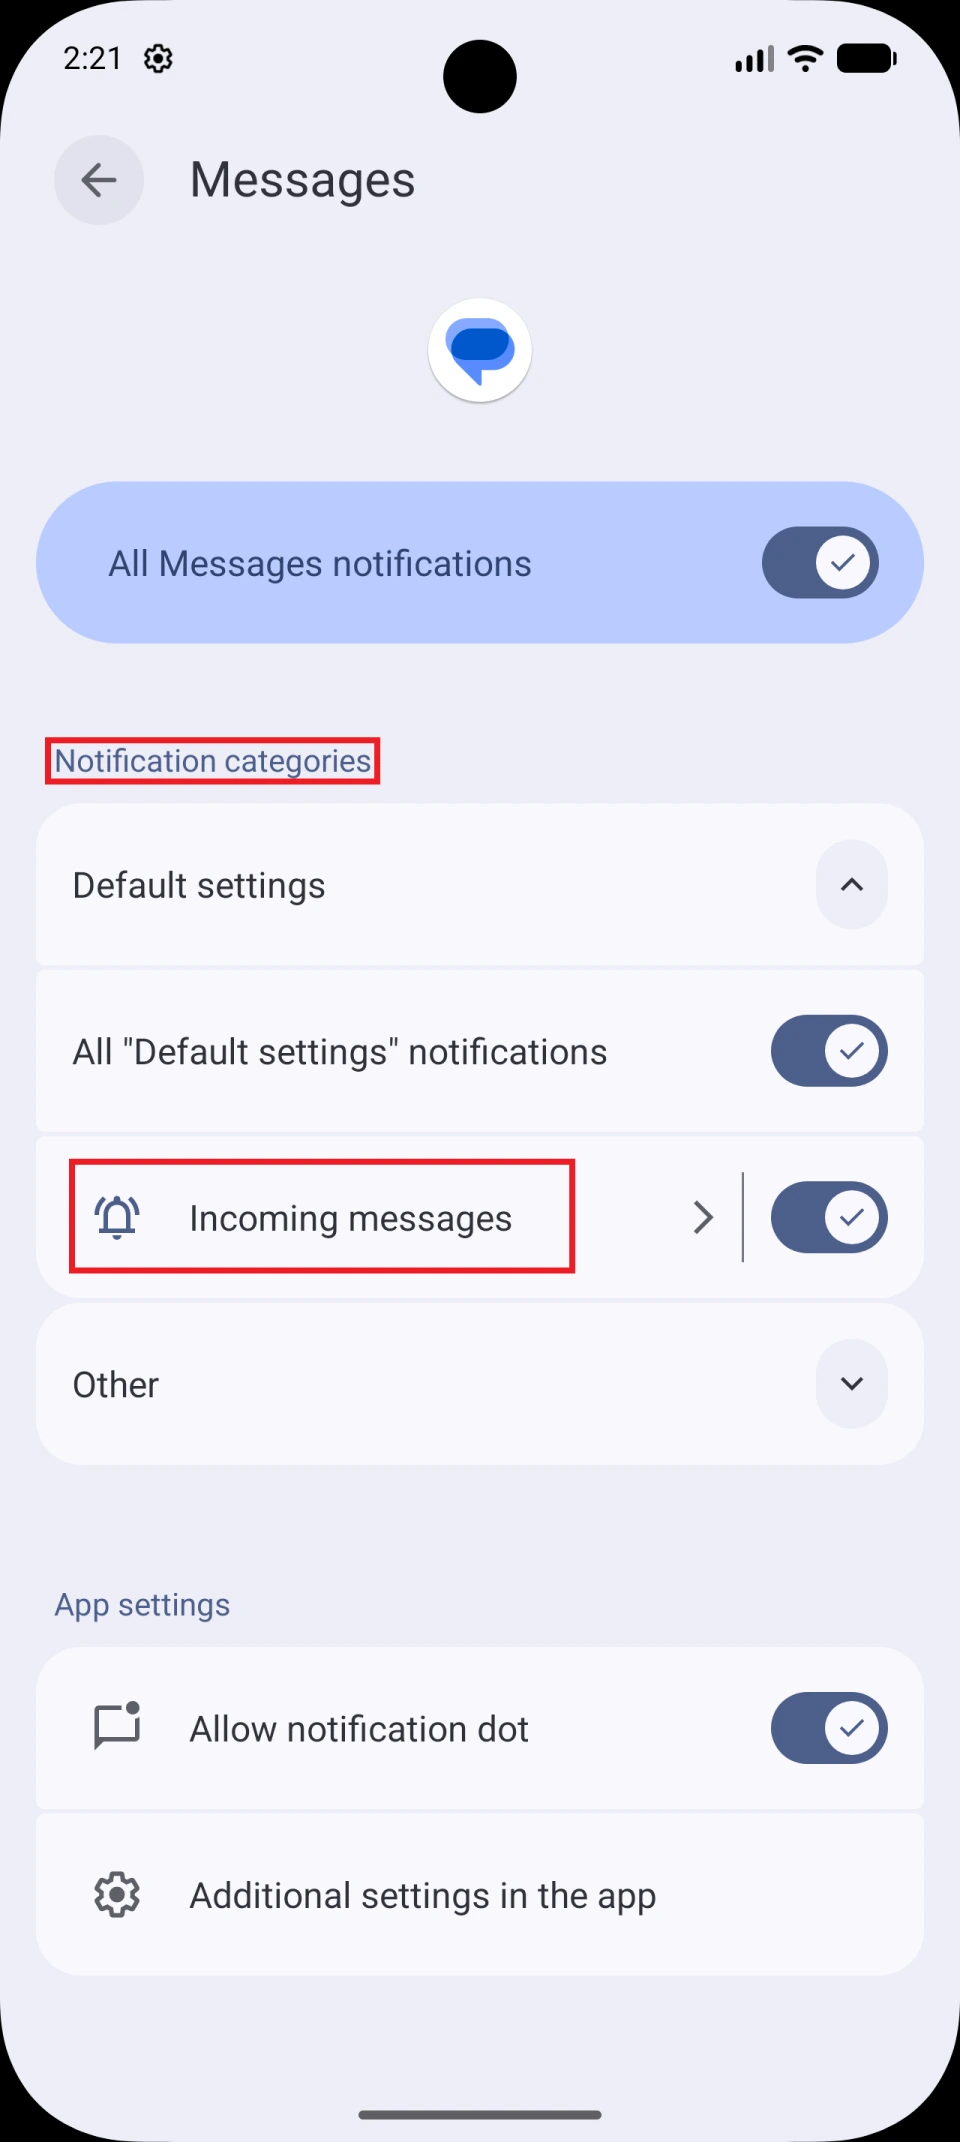 2:21
Messages
All Messages notifications
Notification categories
Default settings
All "Default settings" notifications
Incoming messages
Other
App settings
Allow notification dot
Additional settings in the app